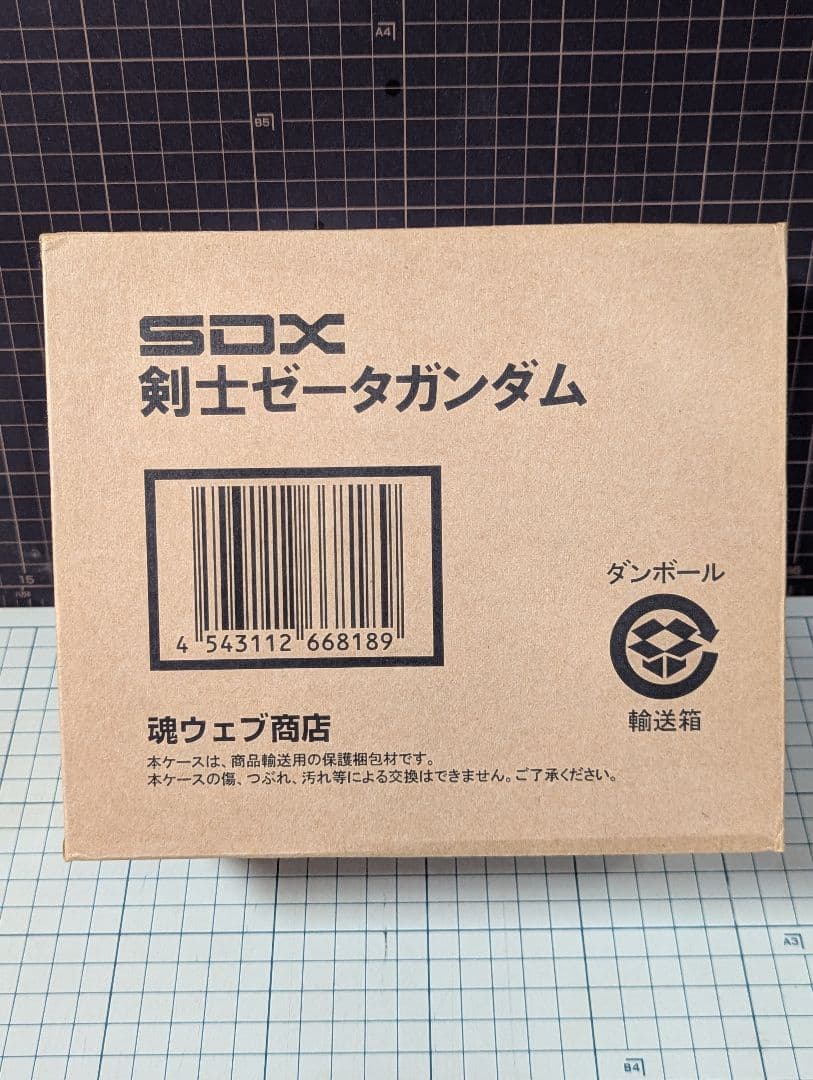 A4
B5
15
SDX
剣士ゼータガンダム
4 543112 668189
ダンボール
輸送箱
魂ウェブ商店
本ケースは、商品輸送用の保護梱包材です。
本ケースの傷、つぶれ、汚れ等による交換はできません。ご了承ください。
A3
B4